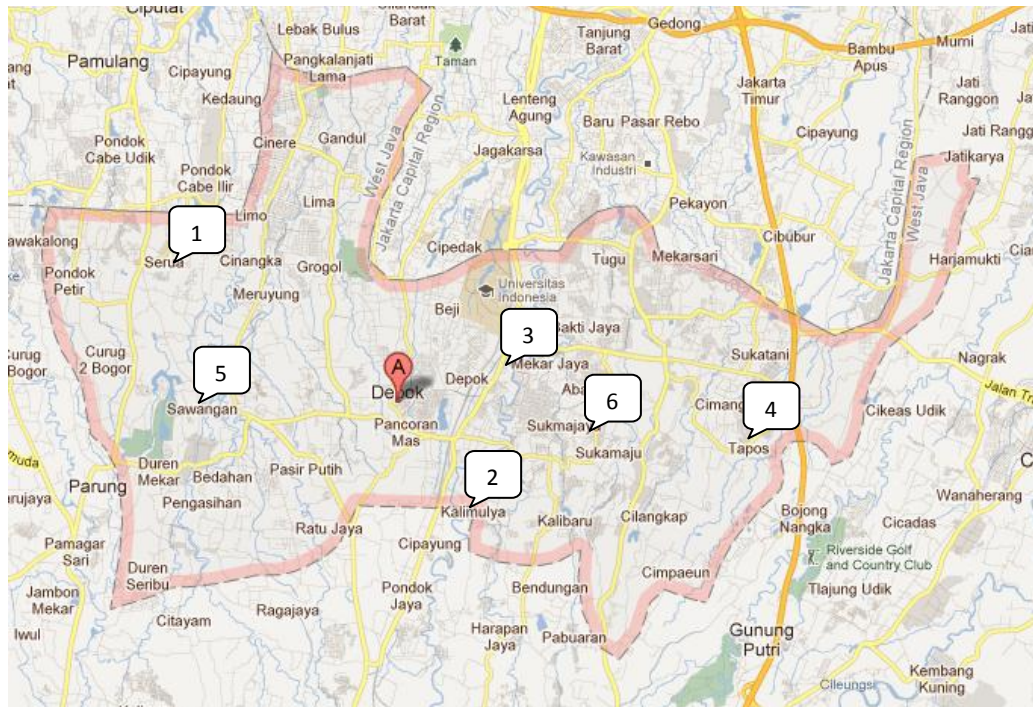 Ciputat
Cilandak
Barat
Gedong
Lebak Bulus
Tanjung
Barat
Murni
Jati
Bambu
Apus
Pamulang
Cipayung
Pangkalanjati
Lama
Taman
Jakarta
Timur
Jati
Ranggon
Kedaung
Lenteng
Agung
Baru
Pasar Rebo
Cipayung
Jati Rangg
Pondok
Cabe Udik
Cinere
Gandul
Jagakarsa
Kawasan
Industri
Jatikarya
Pondok
Cabe Ilir
West Java
Jakarta Capital Region
Jakarta Capital Region
West Java
Lima
Pekayon
Limo
1
Cibubur
awakalong
Serua
Cinangka
Grogol
Cipedak
Tugu
Mekarsari
Harjamukti
Pondok
Petir
Meruyung
Universitas
Indonesia
Beji
3
Bakti Jaya
Curug
Bogor
Curug
2 Bogor
5
A
Depok
Depok
Mekar Jaya
Sukatani
Nagrak
Aba
6
Jalan
Sawangan
Cimang
4
Cikeas Udik
Pancoran
Mas
Sukmajaya
Sukamaju
Tapos
muda
Duren
Mekar
Bedahan
Pasir Putih
2
Parung
Pengasihan
Wanaherang
arujaya
Kalimulya
Kalibaru
Cilangkap
Bojong
Nangka
Cicadas
Ratu Jaya
Cipayung
Pamagar
Sari
Riverside Golf
and Country Club
Duren
Seribu
Cimpaeun
Pondok
Jaya
Bendungan
Tlajung Udik
Jambon
Mekar
Ragajaya
Citayam
Iwul
Harapan
Jaya
Pabuaran
Gunung
Putri
Kembang
Kuning
Cileungsi